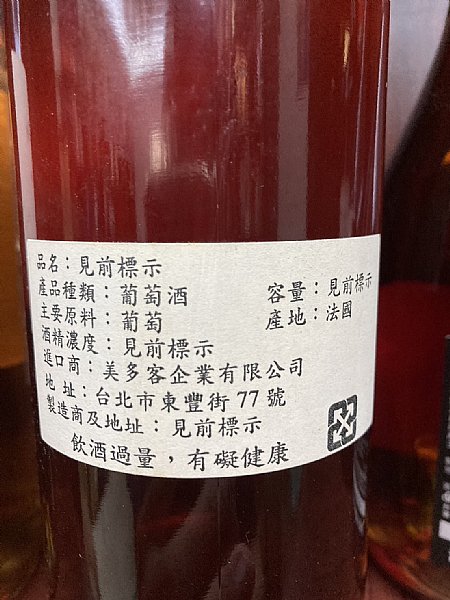 品名：見前標示
產品種類：葡萄酒
容量：見前標示
主要原料：葡萄
產地：法國
酒精濃度：見前標示
進口商：美多客企業有限公司
地 址：台北市東豐街77號
製造商及地址：見前標示
飲酒過量，有礙健康